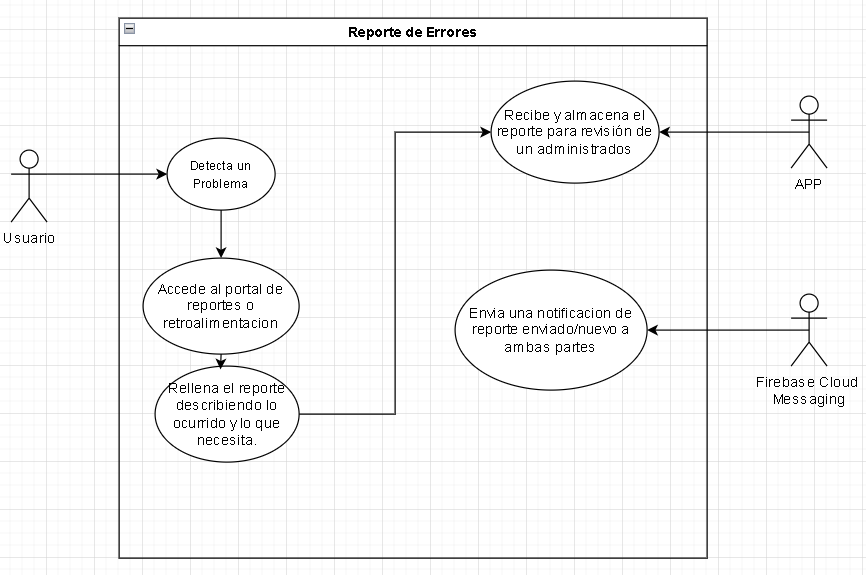 Reporte de Errores
Usuario
Detecta un
Problema
Accede al portal de
reportes o
retroalimentacion
Rellena el reporte
describiendo lo
ocurrido y lo que
necesita.
Recibe y almacena el
reporte para revisión de
un administrados
APP
Envia una notificacion de
reporte enviado/nuevo a
ambas partes
Firebase Cloud
Messaging